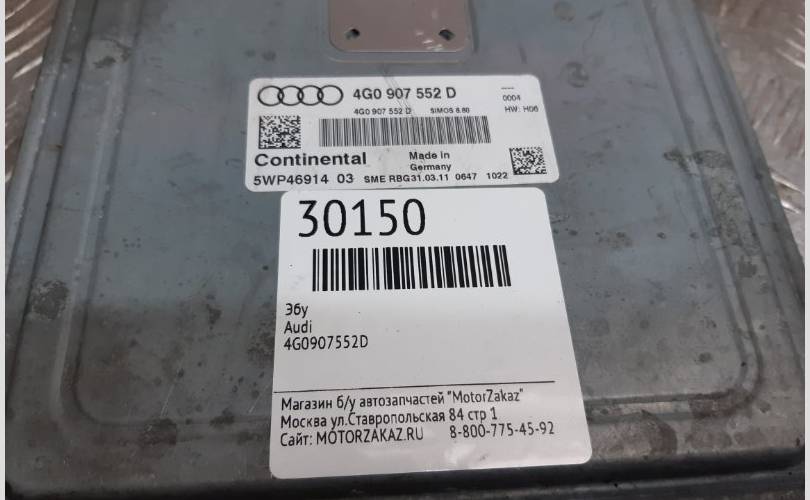 4G0 907 552 D
4G0 907 552 D SIMOS 8.60
0004
HW: H06
Continental
Made in
Germany
5WP46914 03 SME RBG31.03.11 0647 1022
30150
Эбу
Audi
4G0907552D
Магазин б/у автозапчастей "MotorZakaz"
Москва ул.Ставропольская 84 стр 1
Сайт: MOTORZAKAZ.RU 8-800-775-45-92